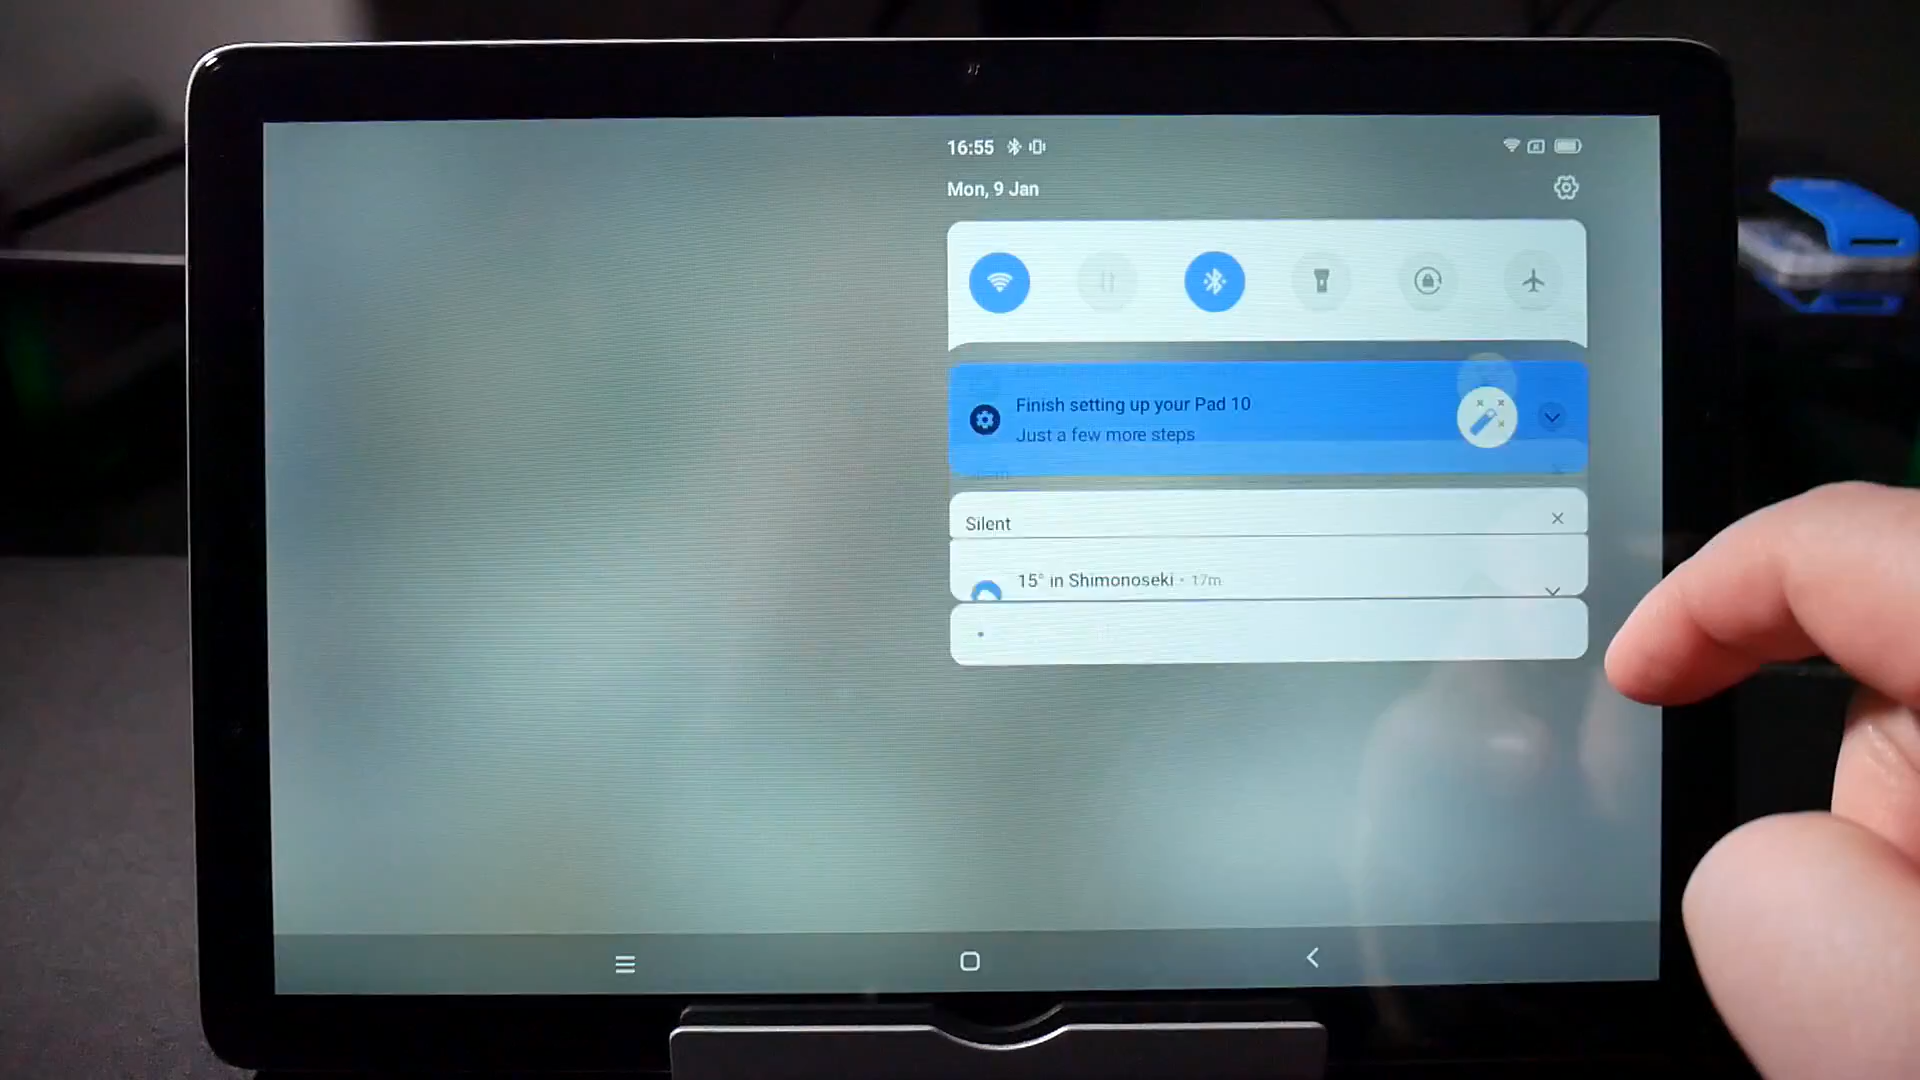 16:55
Mon, 9 Jan
Finish setting up your Pad 10
Just a few more steps
Silent
15° in Shimonoseki • 17m